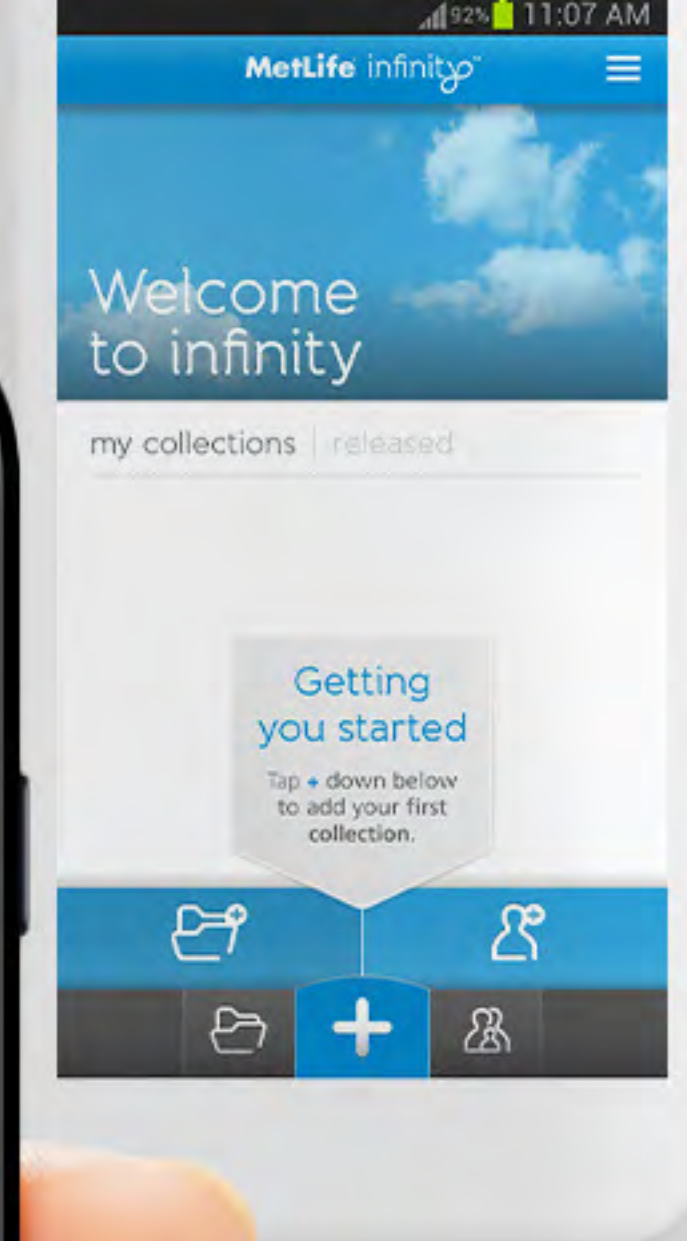 92% 11:07 AM
MetLife infinity™
Welcome
to infinity
my collections | released
Getting
you started
Tap + down below
to add your first
collection.